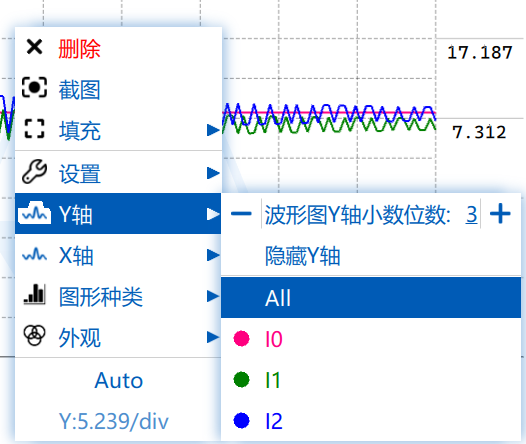 删除
截图
填充
设置
Y轴
X轴
图形种类
外观
Auto
Y:5.239/div
波形图Y轴小数位数: 3
隐藏Y轴
All
I0
I1
I2
17.187
7.312